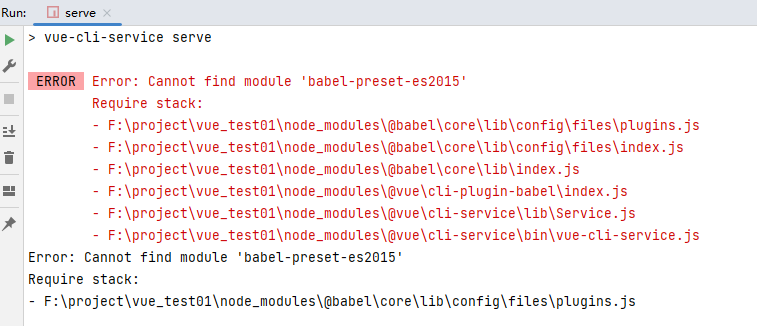 Run: serve ×
> vue-cli-service serve
ERROR Error: Cannot find module 'babel-preset-es2015'
Require stack:
- F:\project\vue_test01\node_modules\@babel\core\lib\config\files\plugins.js
- F:\project\vue_test01\node_modules\@babel\core\lib\config\files\index.js
- F:\project\vue_test01\node_modules\@babel\core\lib\index.js
- F:\project\vue_test01\node_modules\@vue\cli-plugin-babel\index.js
- F:\project\vue_test01\node_modules\@vue\cli-service\lib\Service.js
- F:\project\vue_test01\node_modules\@vue\cli-service\bin\vue-cli-service.js
Error: Cannot find module 'babel-preset-es2015'
Require stack:
- F:\project\vue_test01\node_modules\@babel\core\lib\config\files\plugins.js